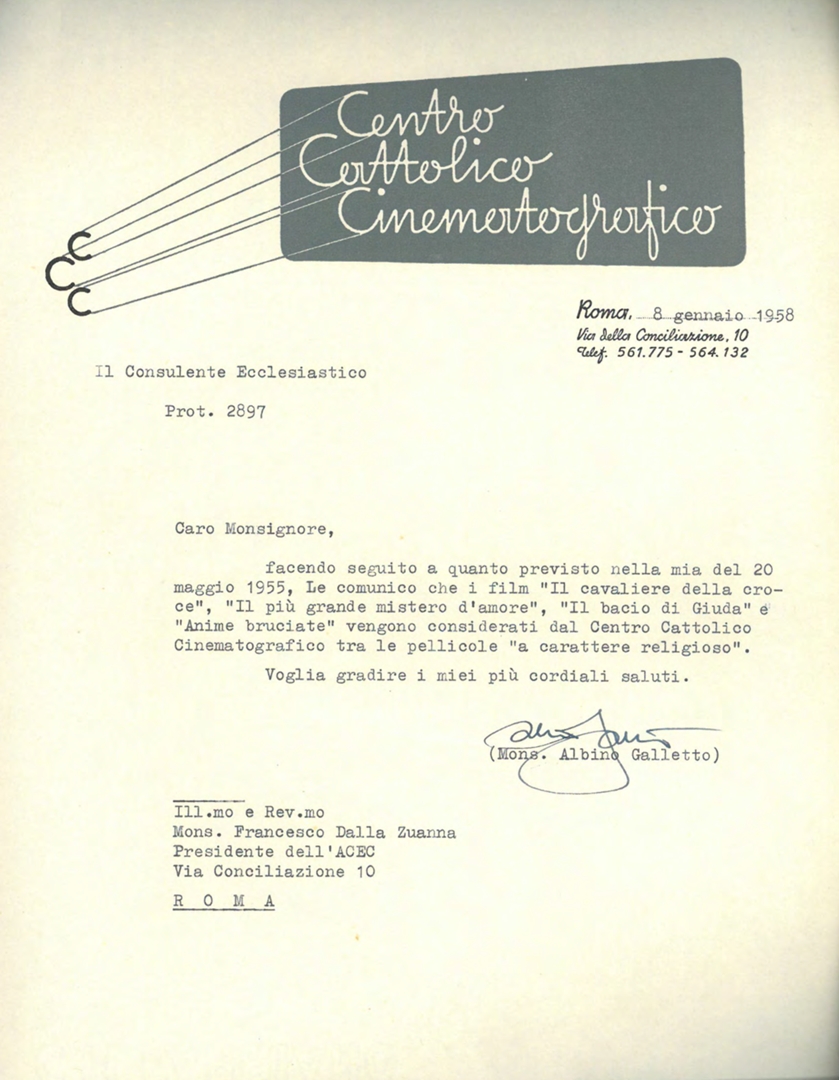 Centro
Cattolico
Cinematografico
C
C
C
Roma, 8 gennaio 1958
Via della Conciliazione, 10
Telef. 561.775 - 564.132
Il Consulente Ecclesiastico
Prot. 2897
Caro Monsignore,
facendo seguito a quanto previsto nella mia del 20
maggio 1955, Le comunico che i film "Il cavaliere della cro-
ce", "Il più grande mistero d'amore", "Il bacio di Giuda" e
"Anime bruciate" vengono considerati dal Centro Cattolico
Cinematografico tra le pellicole "a carattere religioso".
Voglia gradire i miei più cordiali saluti.
(Mons. Albino Galletto)
Ill.mo e Rev.mo
Mons. Francesco Dalla Zuanna
Presidente dell'ACEC
Via Conciliazione 10
R O M A